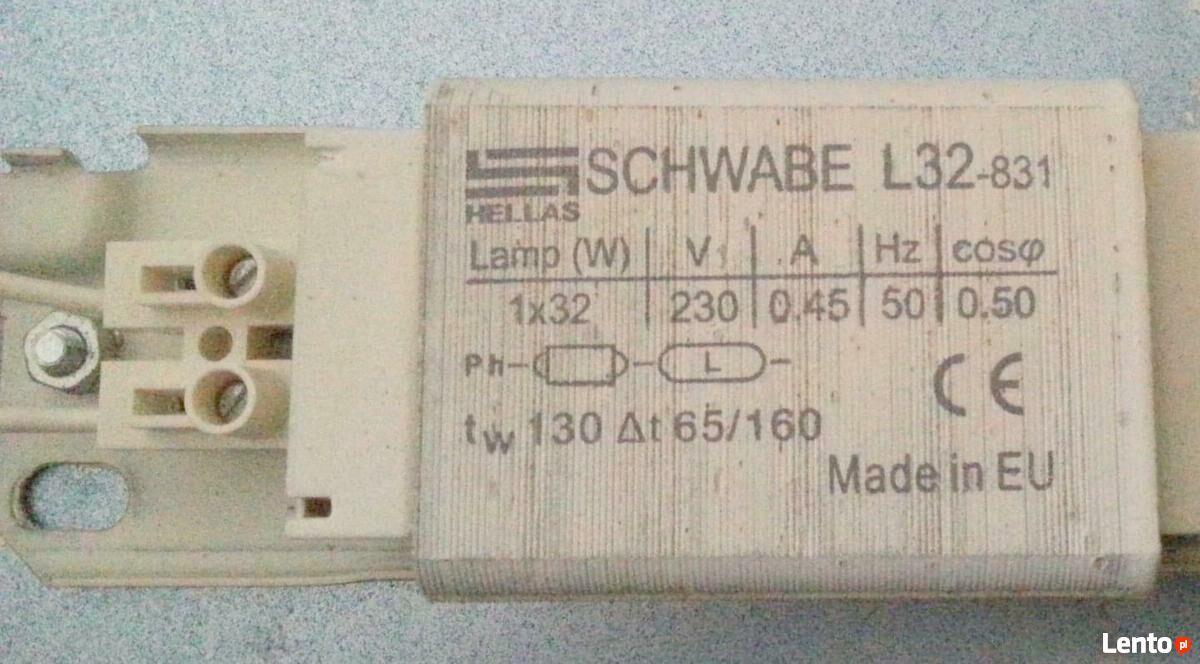 SCHWABE L32-831
HELLAS
Lamp (W) V A Hz cosφ
1x32 230 0.45 50 0.50
Ph L
CE
tw 130 Δt 65/160
Made in EU
Lento.pl